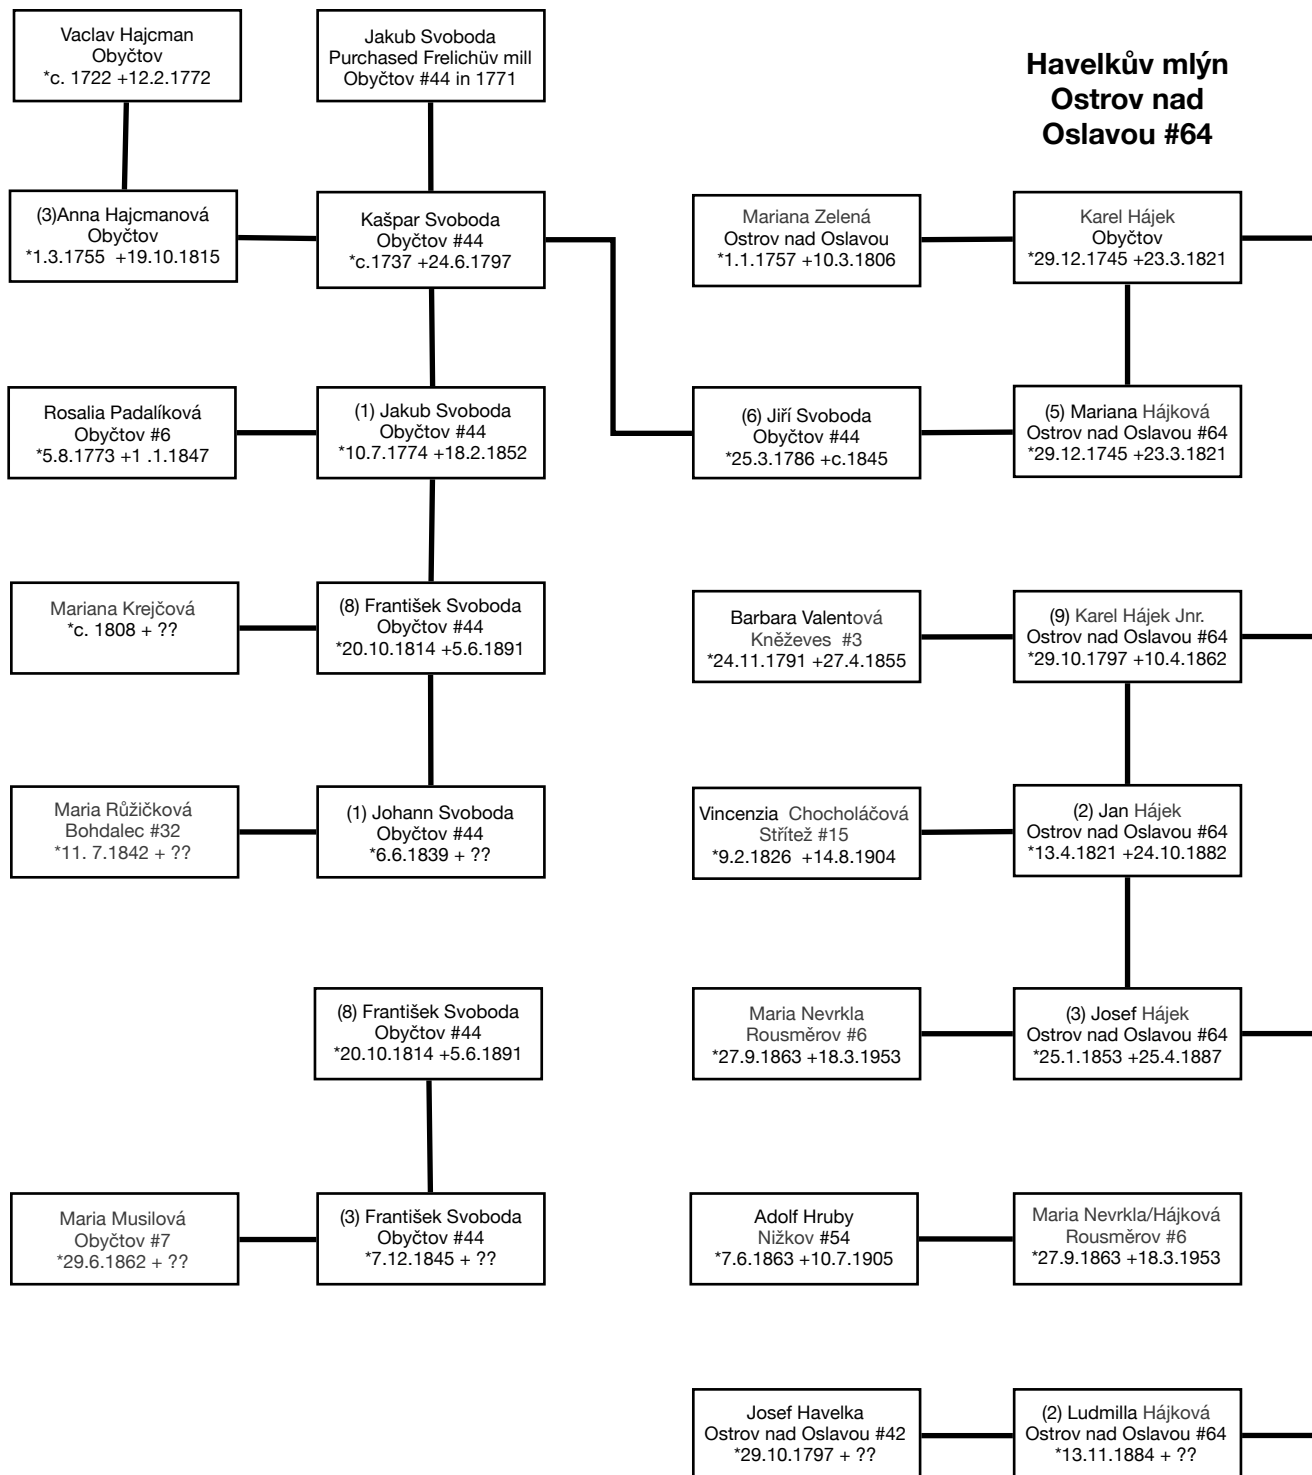 Vaclav Hajcman
Obyčtov
*c. 1722 +12.2.1772
Jakub Svoboda
Purchased Frelichüv mill
Obyčtov #44 in 1771
Havelkův mlýn
Ostrov nad
Oslavou #64
(3)Anna Hajcmanová
Obyčtov
*1.3.1755 +19.10.1815
Kašpar Svoboda
Obyčtov #44
*c.1737 +24.6.1797
Mariana Zelená
Ostrov nad Oslavou
*1.1.1757 +10.3.1806
Karel Hájek
Obyčtov
*29.12.1745 +23.3.1821
Rosalia Padalíková
Obyčtov #6
*5.8.1773 +1 .1.1847
(1) Jakub Svoboda
Obyčtov #44
*10.7.1774 +18.2.1852
(6) Jiří Svoboda
Obyčtov #44
*25.3.1786 +c.1845
(5) Mariana Hájková
Ostrov nad Oslavou #64
*29.12.1745 +23.3.1821
Mariana Krejčová
*c. 1808 + ??
(8) František Svoboda
Obyčtov #44
*20.10.1814 +5.6.1891
Barbara Valentová
Kněževes #3
*24.11.1791 +27.4.1855
(9) Karel Hájek Jnr.
Ostrov nad Oslavou #64
*29.10.1797 +10.4.1862
Maria Růžičková
Bohdalec #32
*11. 7.1842 + ??
(1) Johann Svoboda
Obyčtov #44
*6.6.1839 + ??
Vincenzia Chocholáčová
Střítež #15
*9.2.1826 +14.8.1904
(2) Jan Hájek
Ostrov nad Oslavou #64
*13.4.1821 +24.10.1882
(8) František Svoboda
Obyčtov #44
*20.10.1814 +5.6.1891
Maria Nevrkla
Rousměrov #6
*27.9.1863 +18.3.1953
(3) Josef Hájek
Ostrov nad Oslavou #64
*25.1.1853 +25.4.1887
Maria Musilová
Obyčtov #7
*29.6.1862 + ??
(3) František Svoboda
Obyčtov #44
*7.12.1845 + ??
Adolf Hruby
Nižkov #54
*7.6.1863 +10.7.1905
Maria Nevrkla/Hájková
Rousměrov #6
*27.9.1863 +18.3.1953
Josef Havelka
Ostrov nad Oslavou #42
*29.10.1797 + ??
(2) Ludmilla Hájková
Ostrov nad Oslavou #64
*13.11.1884 + ??